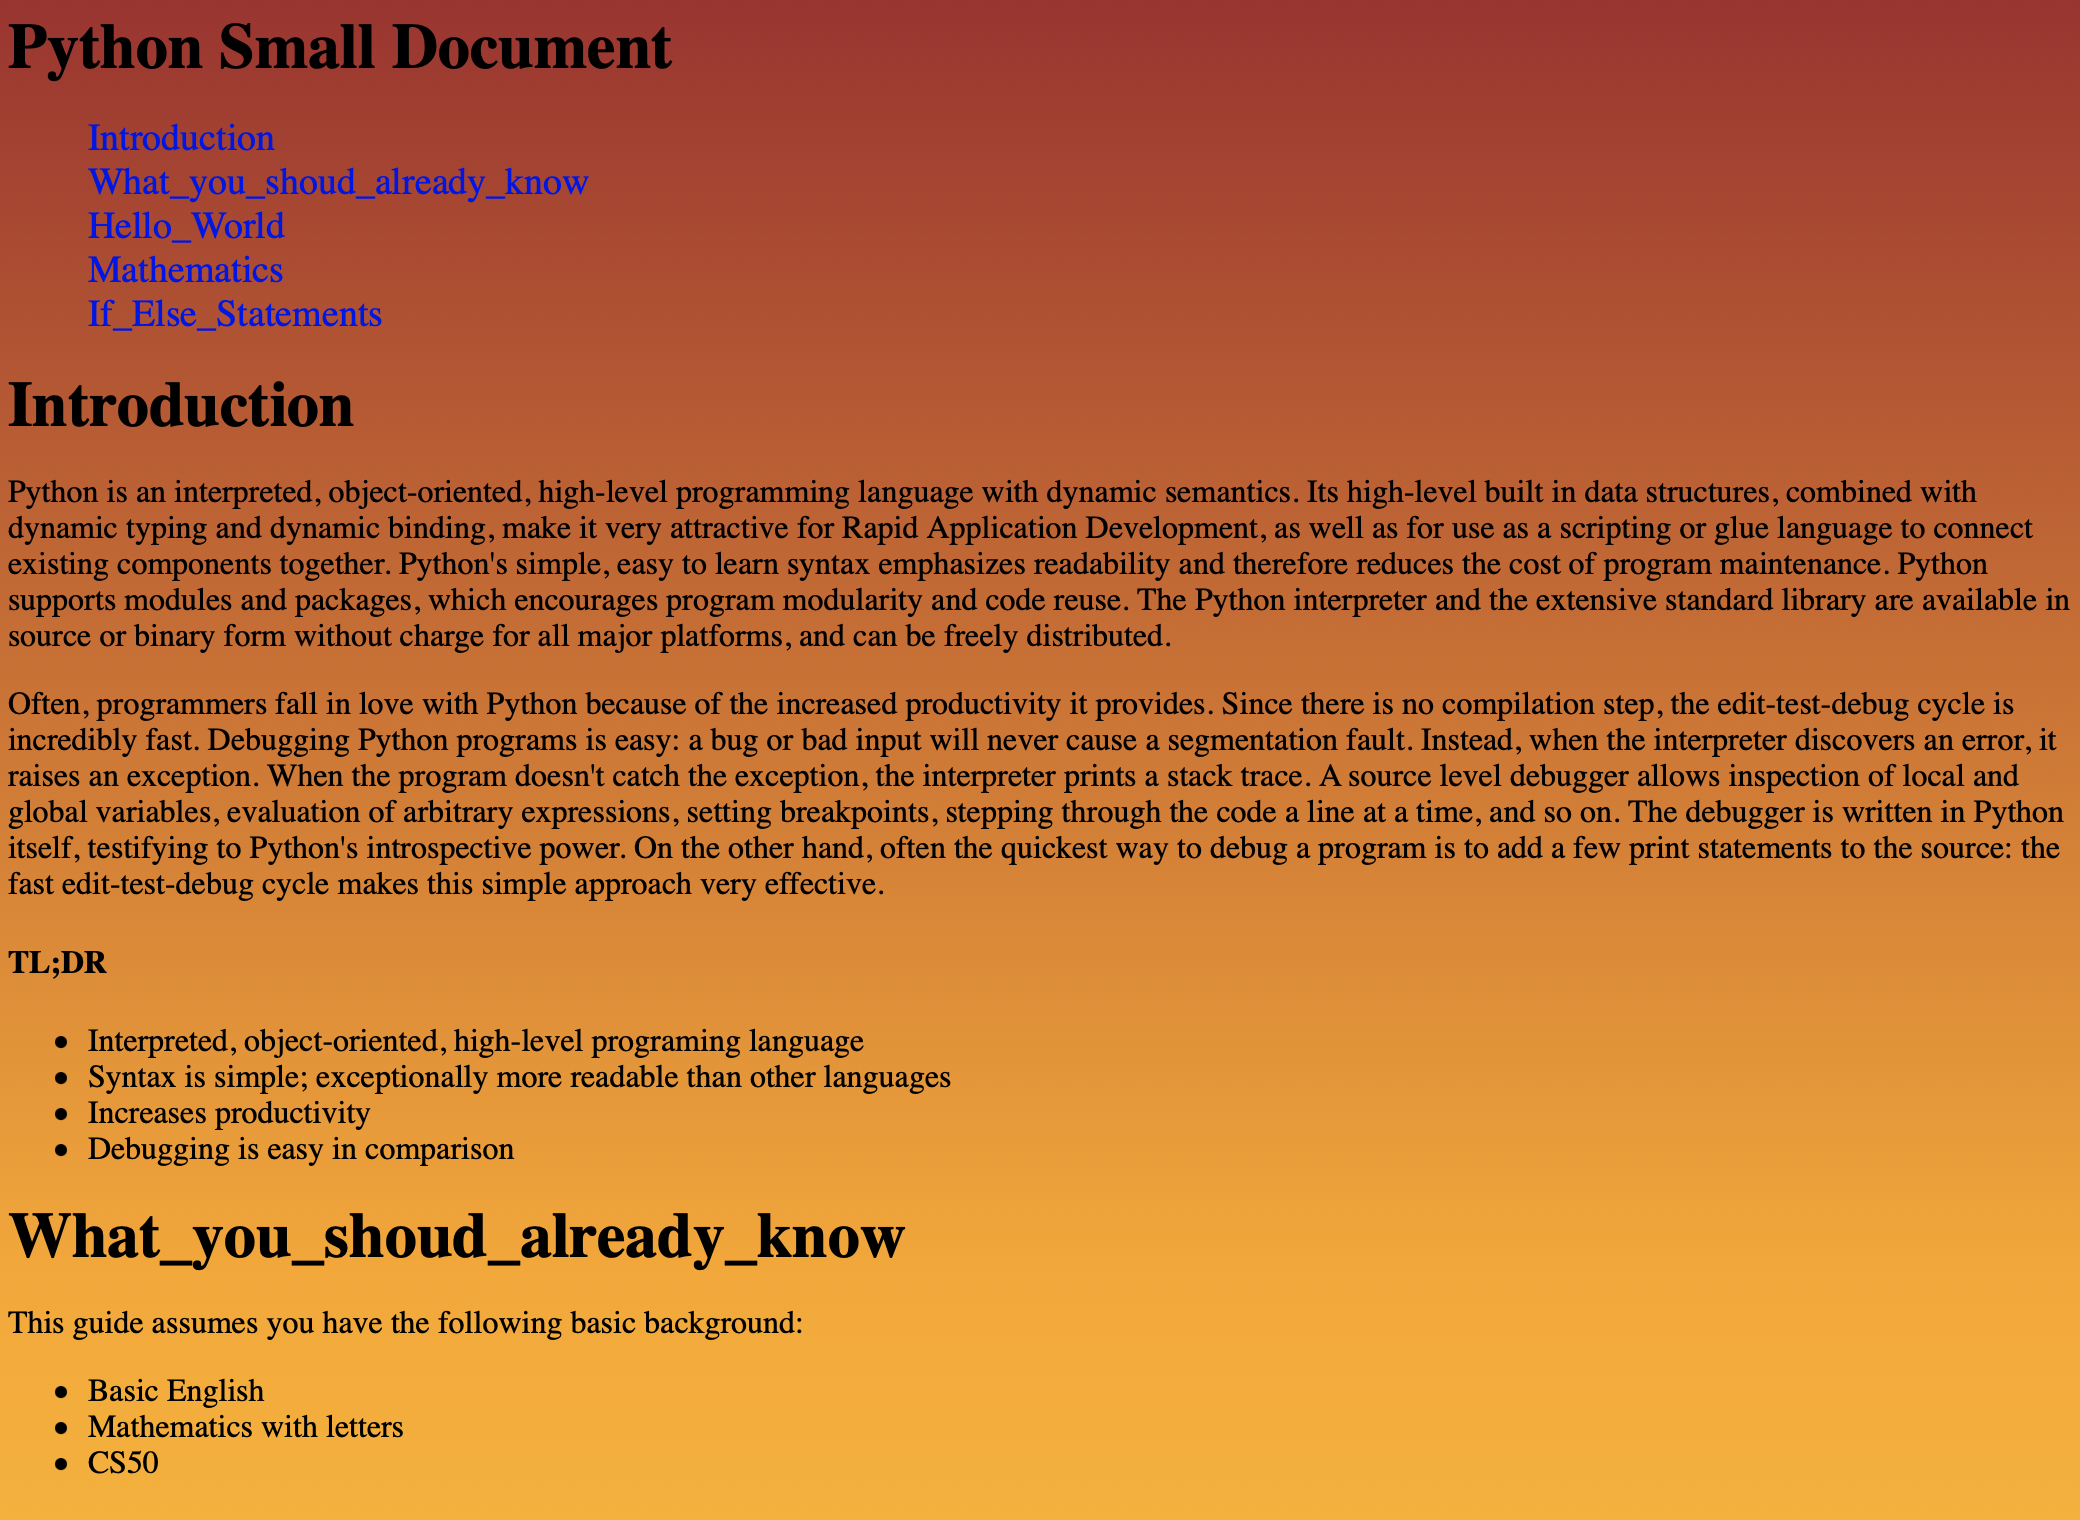 Python Small Document
Introduction
What_you_shoud_already_know
Hello_World
Mathematics
If_Else_Statements
Introduction
Python is an interpreted, object-oriented, high-level programming language with dynamic semantics. Its high-level built in data structures, combined with
dynamic typing and dynamic binding, make it very attractive for Rapid Application Development, as well as for use as a scripting or glue language to connect
existing components together. Python's simple, easy to learn syntax emphasizes readability and therefore reduces the cost of program maintenance. Python
supports modules and packages, which encourages program modularity and code reuse. The Python interpreter and the extensive standard library are available in
source or binary form without charge for all major platforms, and can be freely distributed.
Often, programmers fall in love with Python because of the increased productivity it provides. Since there is no compilation step, the edit-test-debug cycle is
incredibly fast. Debugging Python programs is easy: a bug or bad input will never cause a segmentation fault. Instead, when the interpreter discovers an error, it
raises an exception. When the program doesn't catch the exception, the interpreter prints a stack trace. A source level debugger allows inspection of local and
global variables, evaluation of arbitrary expressions, setting breakpoints, stepping through the code a line at a time, and so on. The debugger is written in Python
itself, testifying to Python's introspective power. On the other hand, often the quickest way to debug a program is to add a few print statements to the source: the
fast edit-test-debug cycle makes this simple approach very effective.
TL;DR
• Interpreted, object-oriented, high-level programing language
• Syntax is simple; exceptionally more readable than other languages
• Increases productivity
• Debugging is easy in comparison
What_you_shoud_already_know
This guide assumes you have the following basic background:
• Basic English
• Mathematics with letters
• CS50